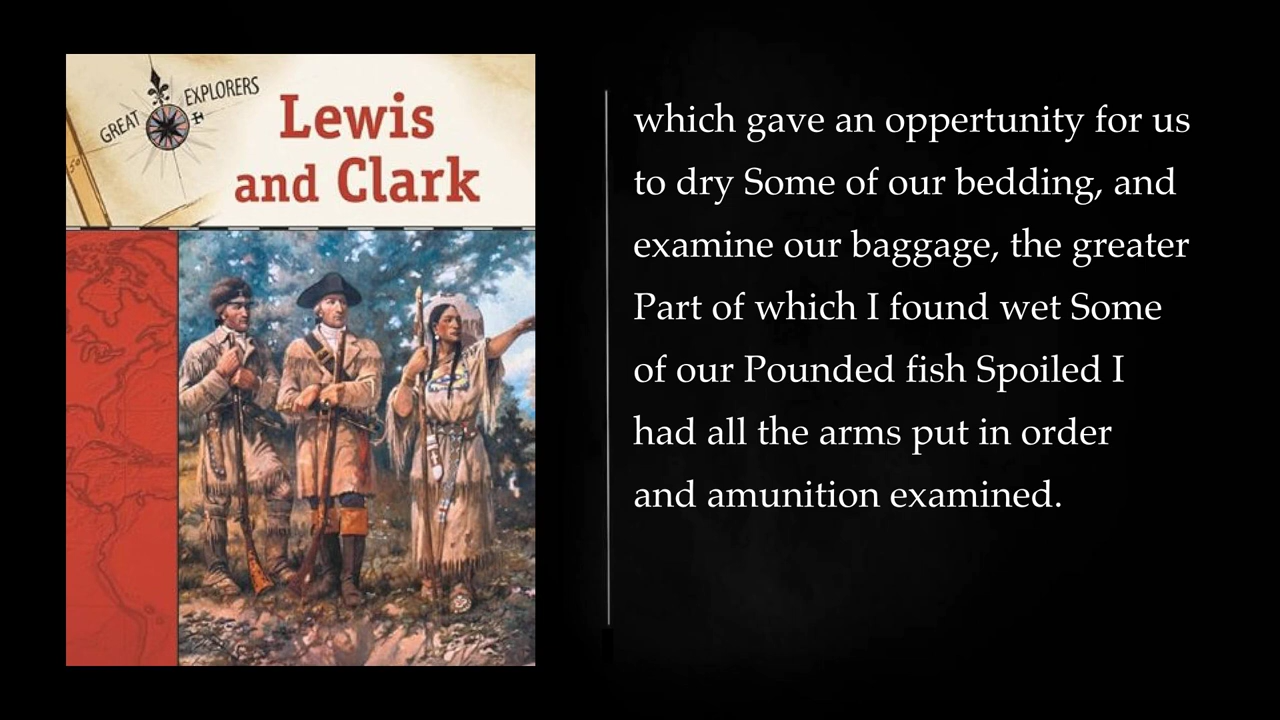 GREAT EXPLORERS
Lewis
and Clark
50
which gave an oppertunity for us
to dry Some of our bedding, and
examine our baggage, the greater
Part of which I found wet Some
of our Pounded fish Spoiled I
had all the arms put in order
and amunition examined.